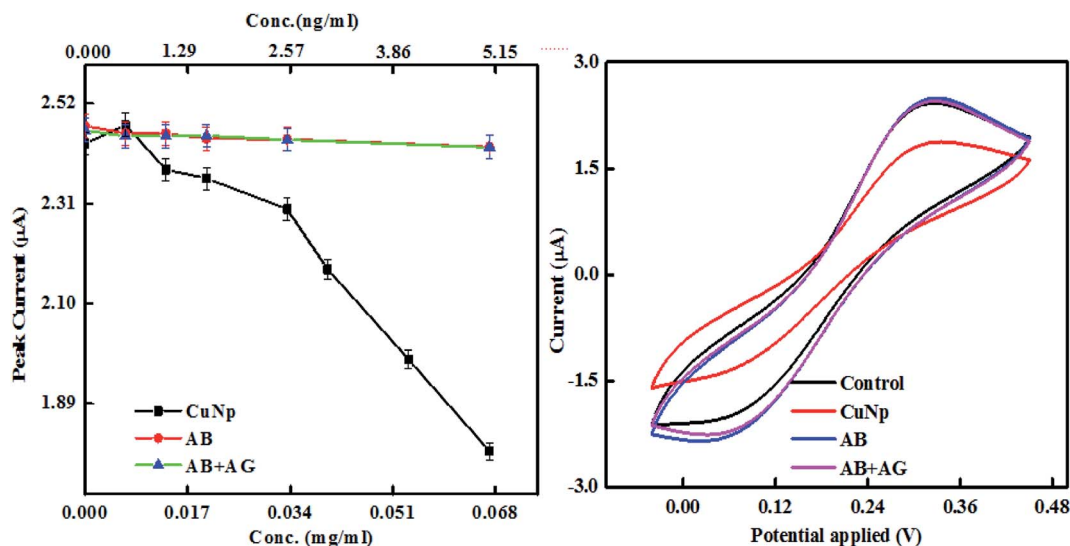 Conc.(ng/ml)
0.000 1.29 2.57 3.86 5.15
2.52
2.31
2.10
1.89
Peak Current (µA)
CuNp
AB
AB+AG
0.000 0.017 0.034 0.051 0.068
Conc. (mg/ml)
3.0
1.5
0.0
-1.5
-3.0
Current (µA)
Control
CuNp
AB
AB+AG
0.00 0.12 0.24 0.36 0.48
Potential applied (V)